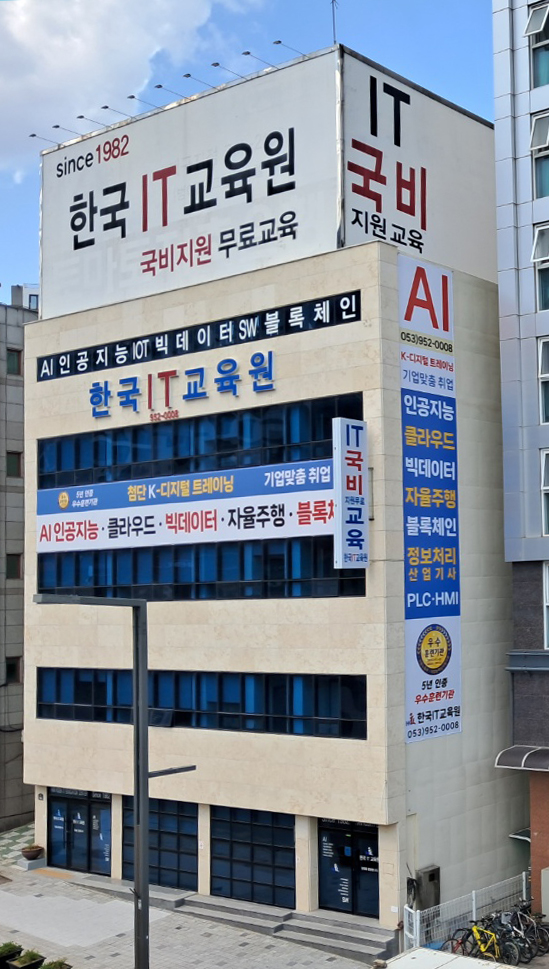 since 1982
한국IT교육원
국비지원 무료교육
IT
국비
지원교육
AI 인공지능 IOT 빅데이터 SW 블록체인
한국IT교육원
952-0008
5년 인증
우수훈련기관
첨단 K-디지털 트레이닝
기업맞춤 취업
AI 인공지능 · 클라우드 · 빅데이터 · 자율주행 · 블록체
IT
국비
지원무료
교육
한국IT교육원
AI
053)952-0008
K-디지털 트레이닝
기업맞춤 취업
인공지능
클라우드
빅데이터
자율주행
블록체인
정보처리
산업기사
PLC·HMI
우수
훈련기관
5년 인증
우수훈련기관
한국IT교육원
053)952-0008